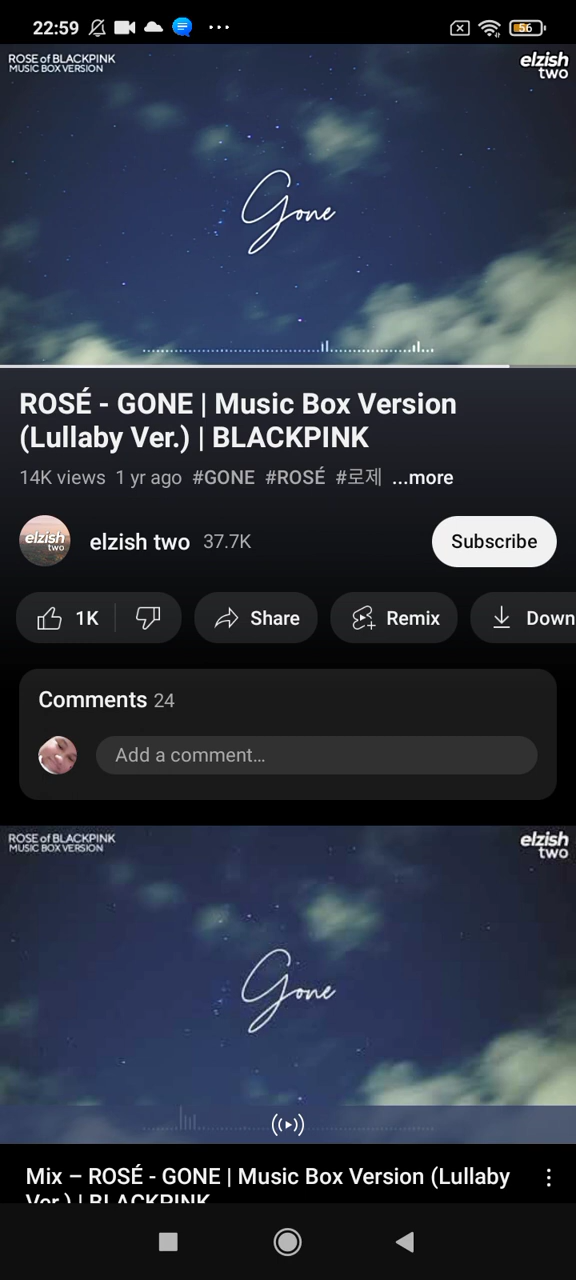 22:59
56
ROSE of BLACKPINK
MUSIC BOX VERSION
elzish
two
Gone
ROSÉ - GONE | Music Box Version
(Lullaby Ver.) | BLACKPINK
14K views 1 yr ago #GONE #ROSÉ #로제 ...more
elzish
two
elzish two 37.7K
Subscribe
1K
Share
Remix
Down
Comments 24
Add a comment...
ROSE of BLACKPINK
MUSIC BOX VERSION
elzish
two
Gone
Mix – ROSÉ - GONE | Music Box Version (Lullaby
Ver.) | BLACKPINK